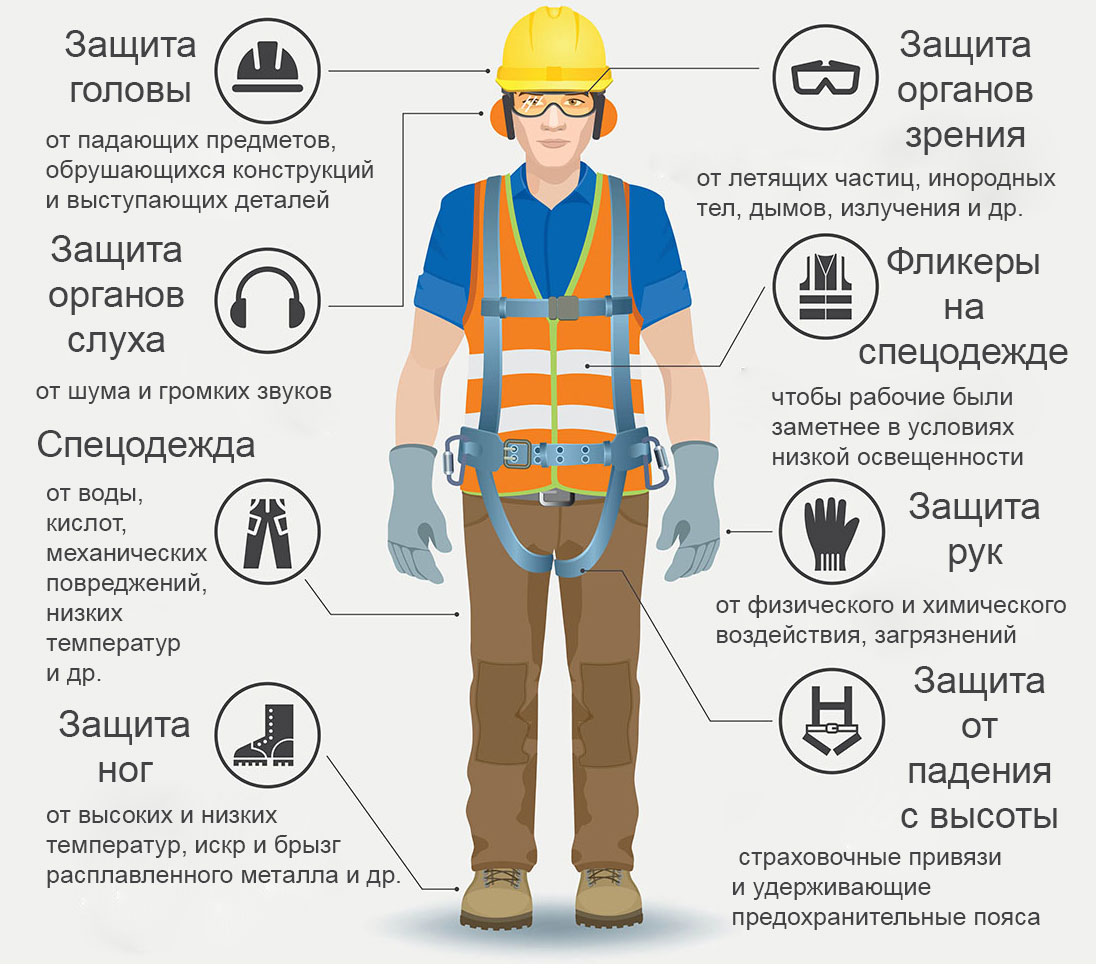 Защита
головы
от падающих предметов,
обрушающихся конструкций
и выступающих деталей
Защита
органов
слуха
от шума и громких звуков
Спецодежда
от воды,
кислот,
механических
повреджений,
низких
температур
и др.
Защита
ног
от высоких и низких
температур, искр и брызг
расплавленного металла и др.
Защита
органов
зрения
от летящих частиц, инородных
тел, дымов, излучения и др.
Фликеры
на
спецодежде
чтобы рабочие были
заметнее в условиях
низкой освещенности
Защита
рук
от физического и химического
воздействия, загрязнений
Защита
от
падения
с высоты
страховочные привязи
и удерживающие
предохранительные пояса